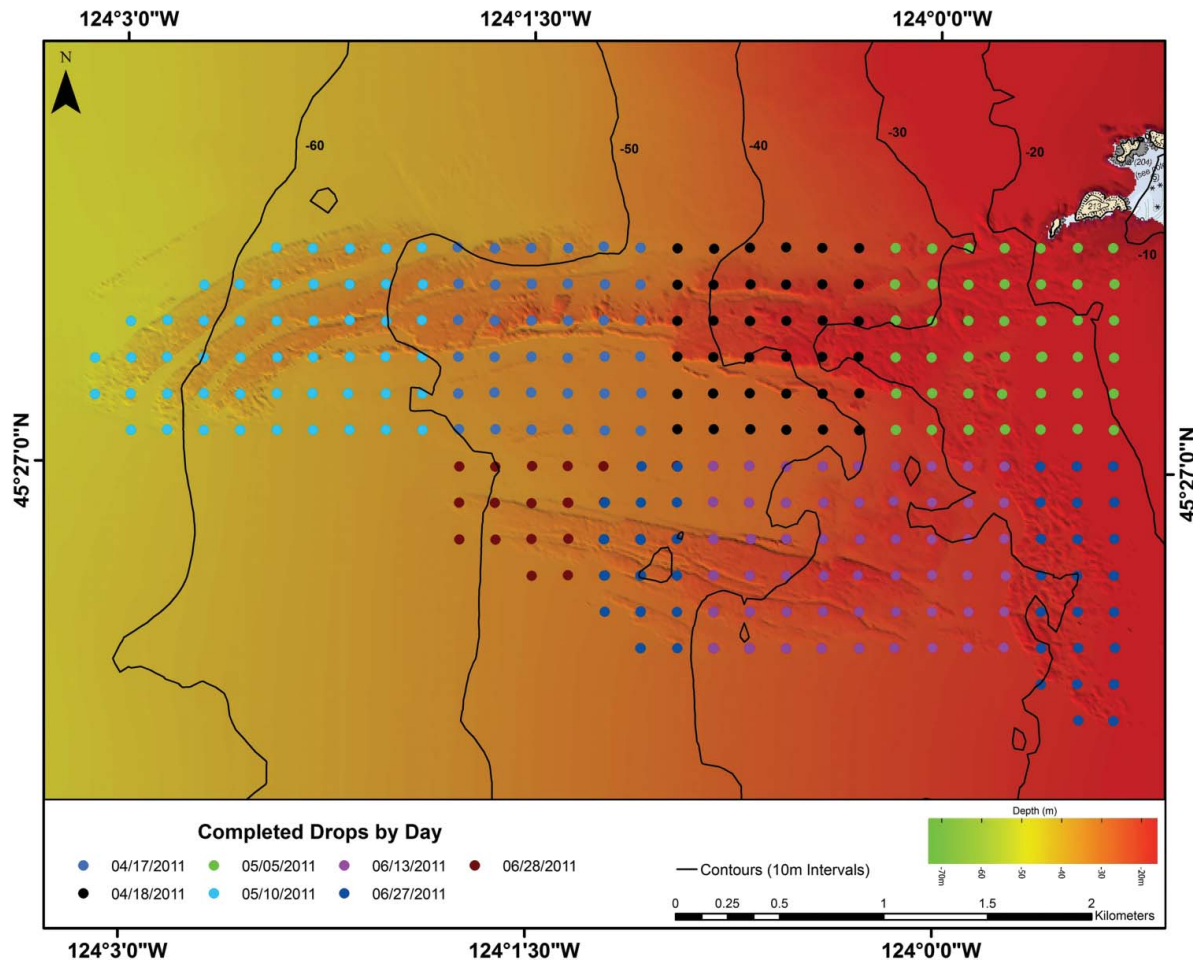 124°3'0"W 124°1'30"W 124°0'0"W
N
-60 -50 -40 -30 -20
(204)
-10
45°27'0"N 45°27'0"N
Completed Drops by Day
04/17/2011 05/05/2011 06/13/2011 06/28/2011
04/18/2011 05/10/2011 06/27/2011
Depth (m)
-70m -60 -50 -40 -30 -20m
Contours (10m Intervals)
0 0.25 0.5 1 1.5 2
Kilometers
124°3'0"W 124°1'30"W 124°0'0"W